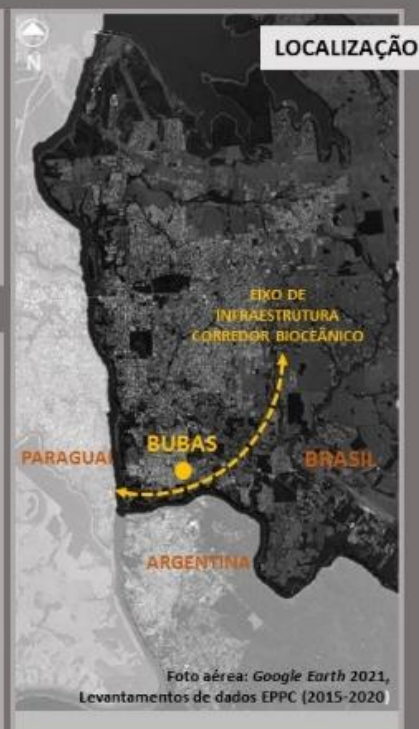 LOCALIZAÇÃO
N
EIXO DE
INFRAESTRUTURA
CORREDOR BIOCEÂNICO
PARAGUAI
BUBAS
BRASIL
ARGENTINA
Foto aérea: Google Earth 2021,
Levantamentos de dados EPPC (2015-2020)